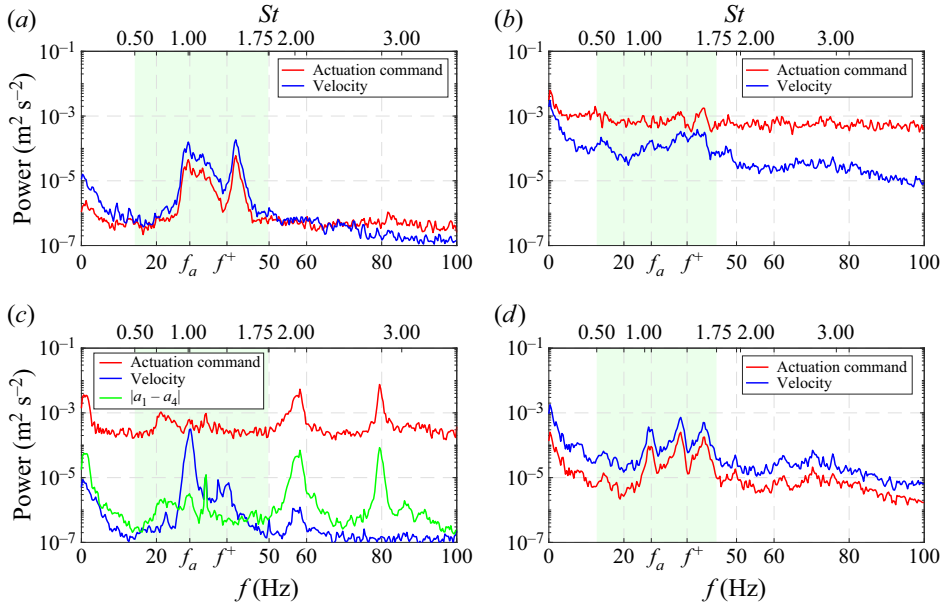 (a) St
0.50 1.00 1.75 2.00 3.00
10⁻¹
10⁻³
10⁻⁵
10⁻⁷
Power (m² s⁻²)
Actuation command
Velocity
0 20 fₐ f⁺ 50 60 80 100
(b) St
0.50 1.00 1.75 2.00 3.00
10⁻¹
10⁻³
10⁻⁵
10⁻⁷
Actuation command
Velocity
0 20 fₐ f⁺ 50 60 80 100
(c)
0.50 1.00 1.75 2.00 3.00
10⁻¹
10⁻³
10⁻⁵
10⁻⁷
Power (m² s⁻²)
Actuation command
Velocity
|a₁ – a₄|
0 20 fₐ f⁺ 50 60 80 100
f (Hz)
(d)
0.50 1.00 1.75 2.00 3.00
10⁻¹
10⁻³
10⁻⁵
10⁻⁷
Actuation command
Velocity
0 20 fₐ f⁺ 50 60 80 100
f (Hz)